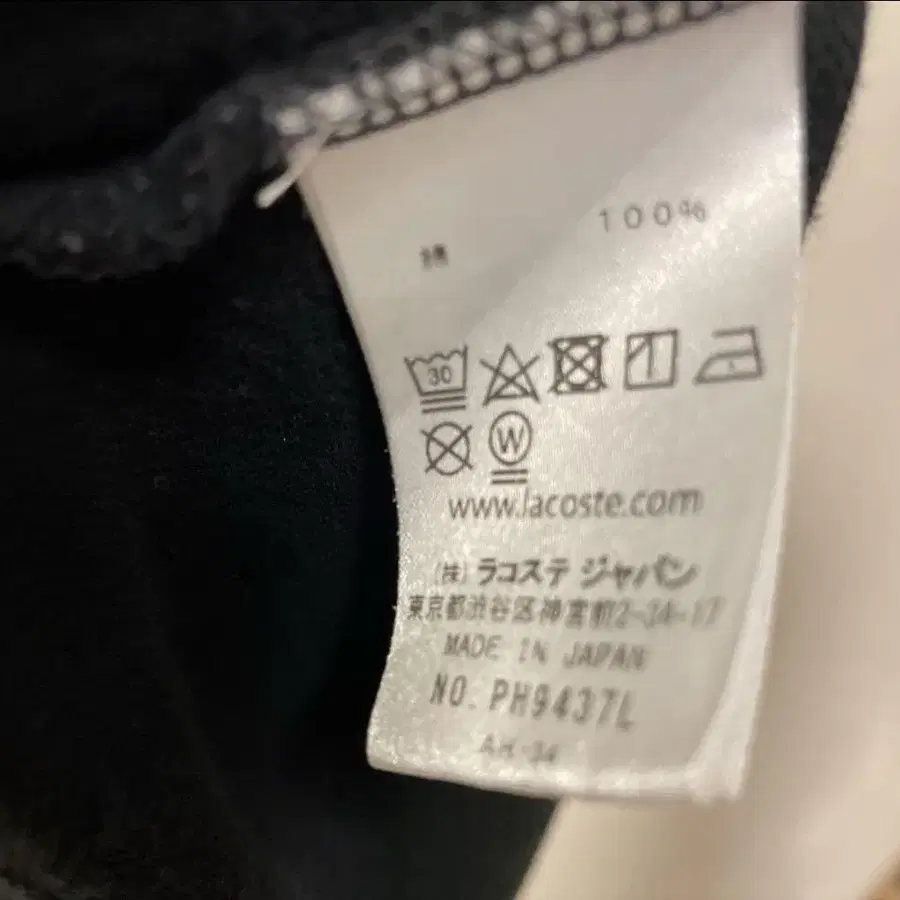 綿 100%
30
W
www.lacoste.com
(株) ラコステ ジャパン
東京都渋谷区神宮前2-34-17
MADE IN JAPAN
NO. PH9437L